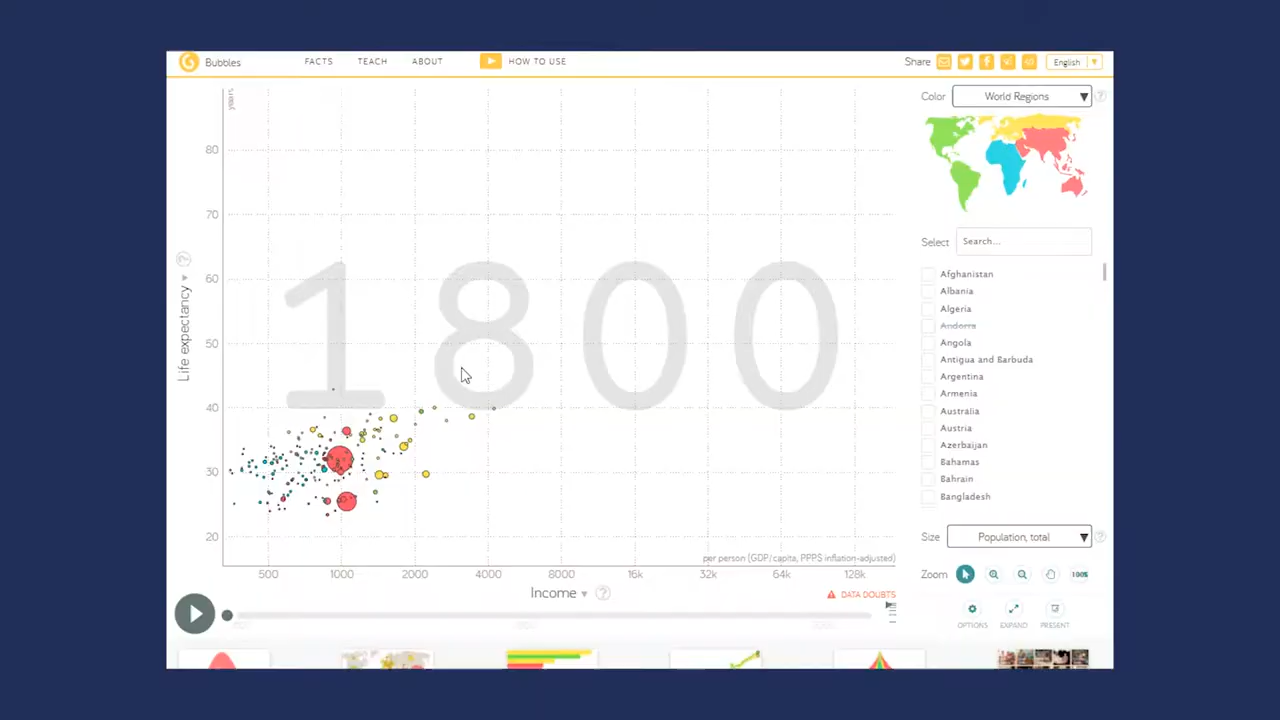 Bubbles FACTS TEACH ABOUT HOW TO USE Share English ▼
years
Color World Regions ▼ ?
80
70
60
50
40
30
20
Life expectancy ▼ ?
1800
Select Search...
Afghanistan
Albania
Algeria
Andorra
Angola
Antigua and Barbuda
Argentina
Armenia
Australia
Austria
Azerbaijan
Bahamas
Bahrain
Bangladesh
per person (GDP/capita, PPP$ inflation-adjusted)
500 1000 2000 4000 8000 16k 32k 64k 128k
Income ▼ ?
DATA DOUBTS
Size Population, total ▼ ?
Zoom 100%
OPTIONS EXPAND PRESENT